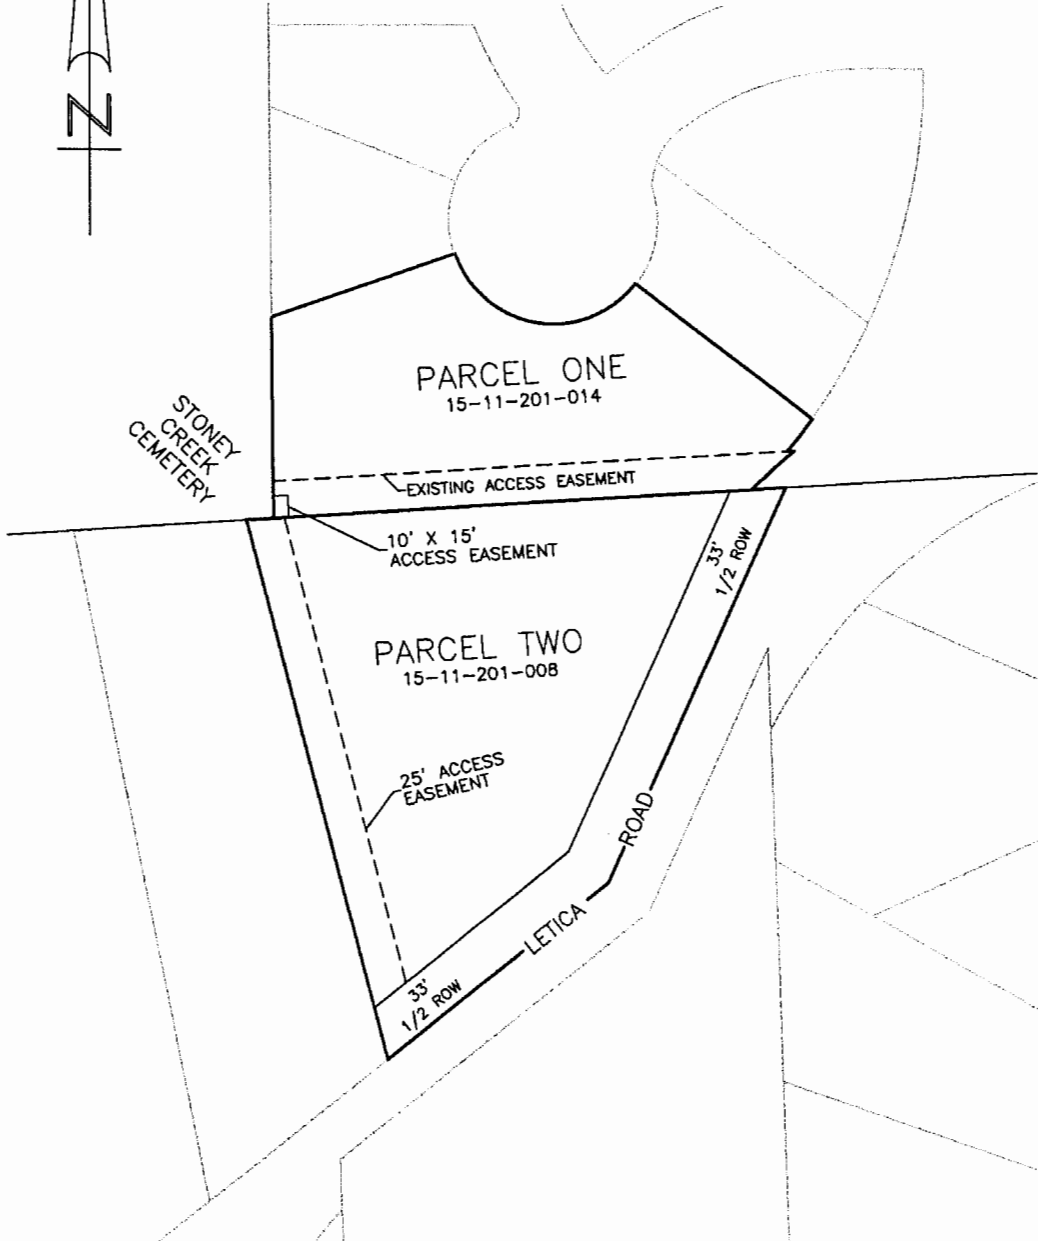 N
PARCEL ONE
15-11-201-014
STONEY
CREEK
CEMETERY
EXISTING ACCESS EASEMENT
10' X 15'
ACCESS EASEMENT
33'
1/2 ROW
PARCEL TWO
15-11-201-008
25' ACCESS
EASEMENT
ROAD
LETICA
33'
1/2 ROW